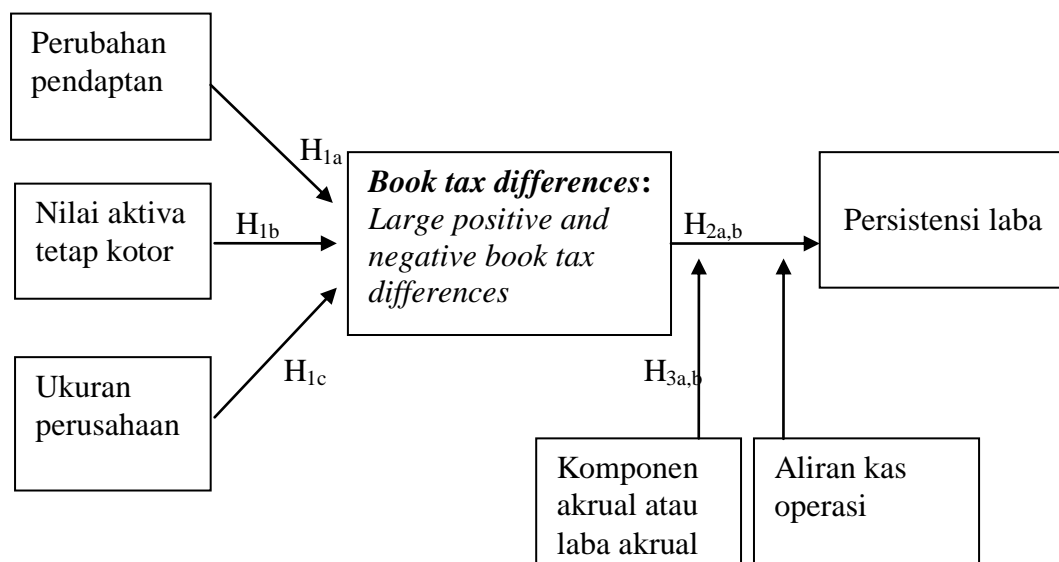 Perubahan
pendaptan
H1a
Nilai aktiva
tetap kotor
H1b
Ukuran
perusahaan
H1c
Book tax differences:
Large positive and
negative book tax
differences
H2a,b
Persistensi laba
H3a,b
Komponen
akrual atau
laba akrual
Aliran kas
operasi